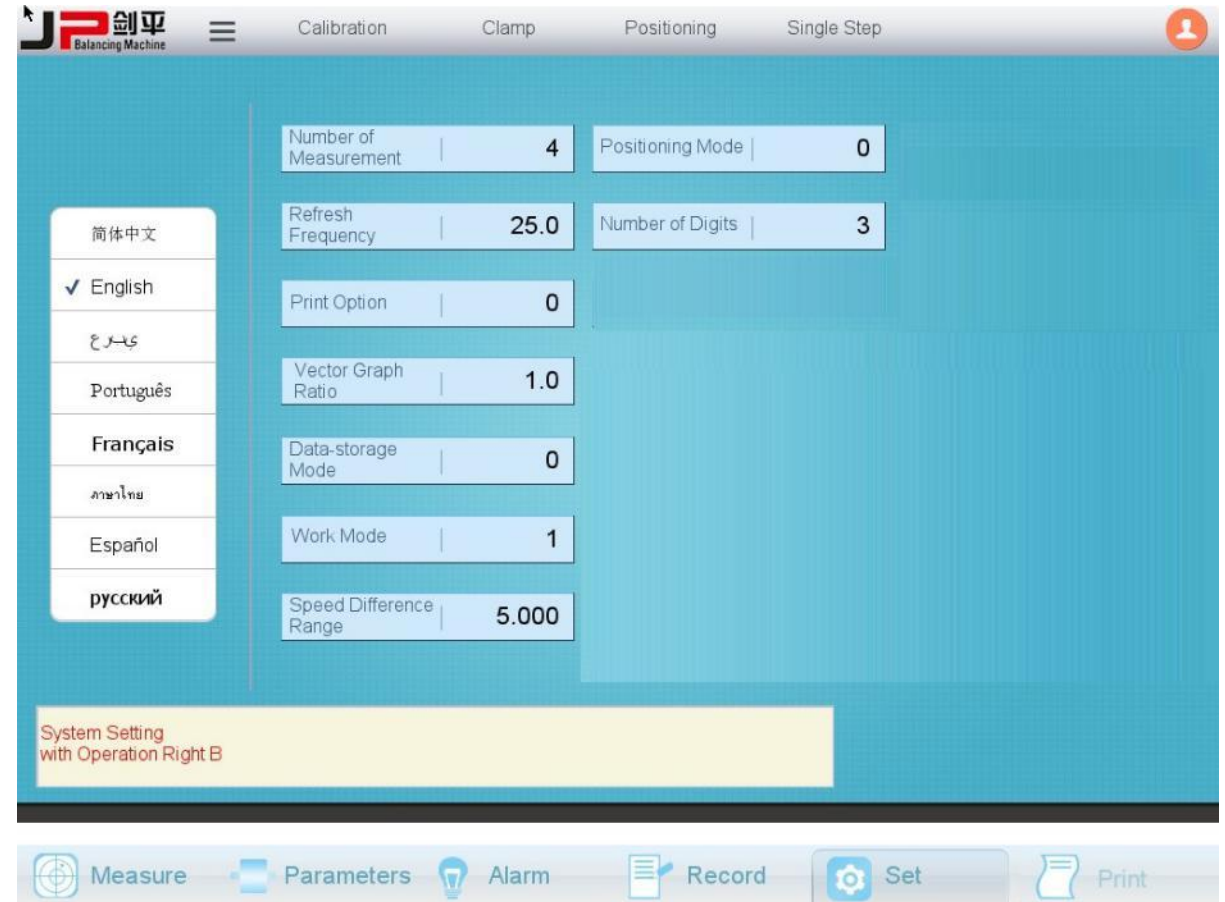 JP 剑平
Balancing Machine
Calibration
Clamp
Positioning
Single Step
简体中文
✓ English
Português
Français
ภาษาไทย
Español
русский
Number of
Measurement
4
Refresh
Frequency
25.0
Print Option
0
Vector Graph
Ratio
1.0
Data-storage
Mode
0
Work Mode
1
Speed Difference
Range
5.000
Positioning Mode
0
Number of Digits
3
System Setting
with Operation Right B
Measure
Parameters
Alarm
Record
Set
Print